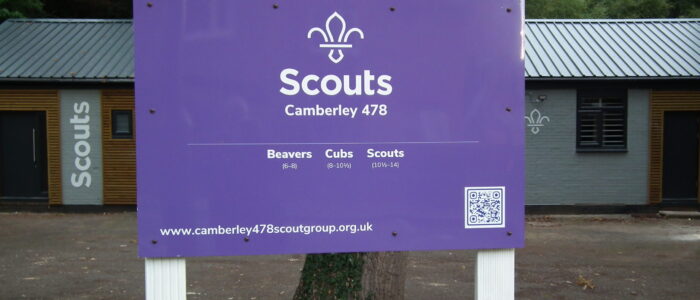 Scouts
Camberley 478
Beavers Cubs Scouts
(6-8) (8-10½) (10½-14)
www.camberley478scoutgroup.org.uk
Scouts